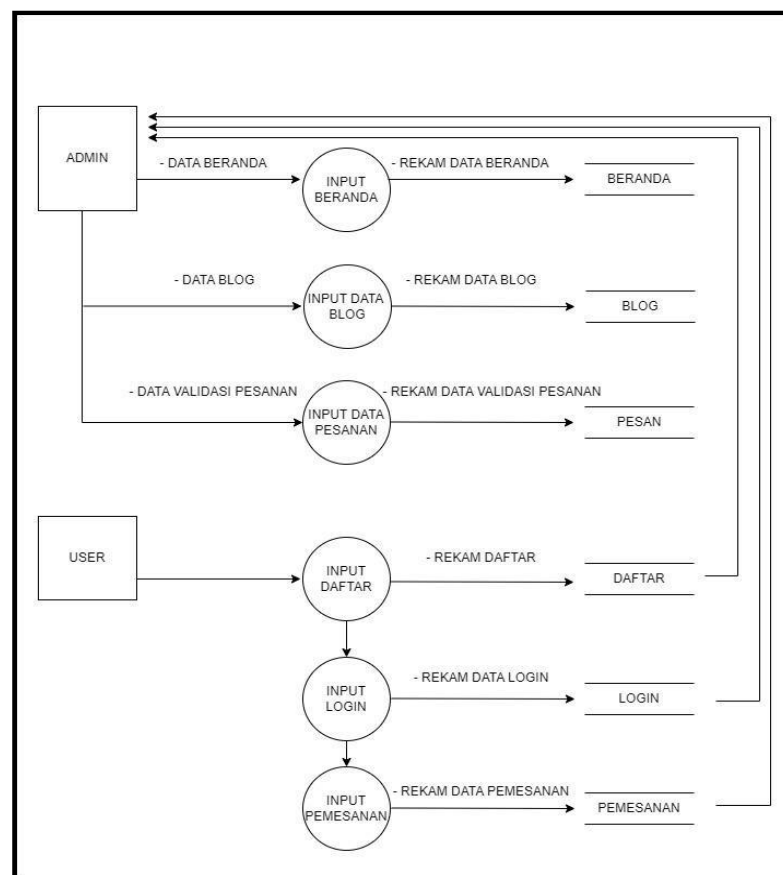 ADMIN
- DATA BERANDA
INPUT
BERANDA
- REKAM DATA BERANDA
BERANDA
- DATA BLOG
INPUT DATA
BLOG
- REKAM DATA BLOG
BLOG
- DATA VALIDASI PESANAN
INPUT DATA
PESANAN
- REKAM DATA VALIDASI PESANAN
PESAN
USER
INPUT
DAFTAR
- REKAM DAFTAR
DAFTAR
INPUT
LOGIN
- REKAM DATA LOGIN
LOGIN
INPUT
PEMESANAN
- REKAM DATA PEMESANAN
PEMESANAN